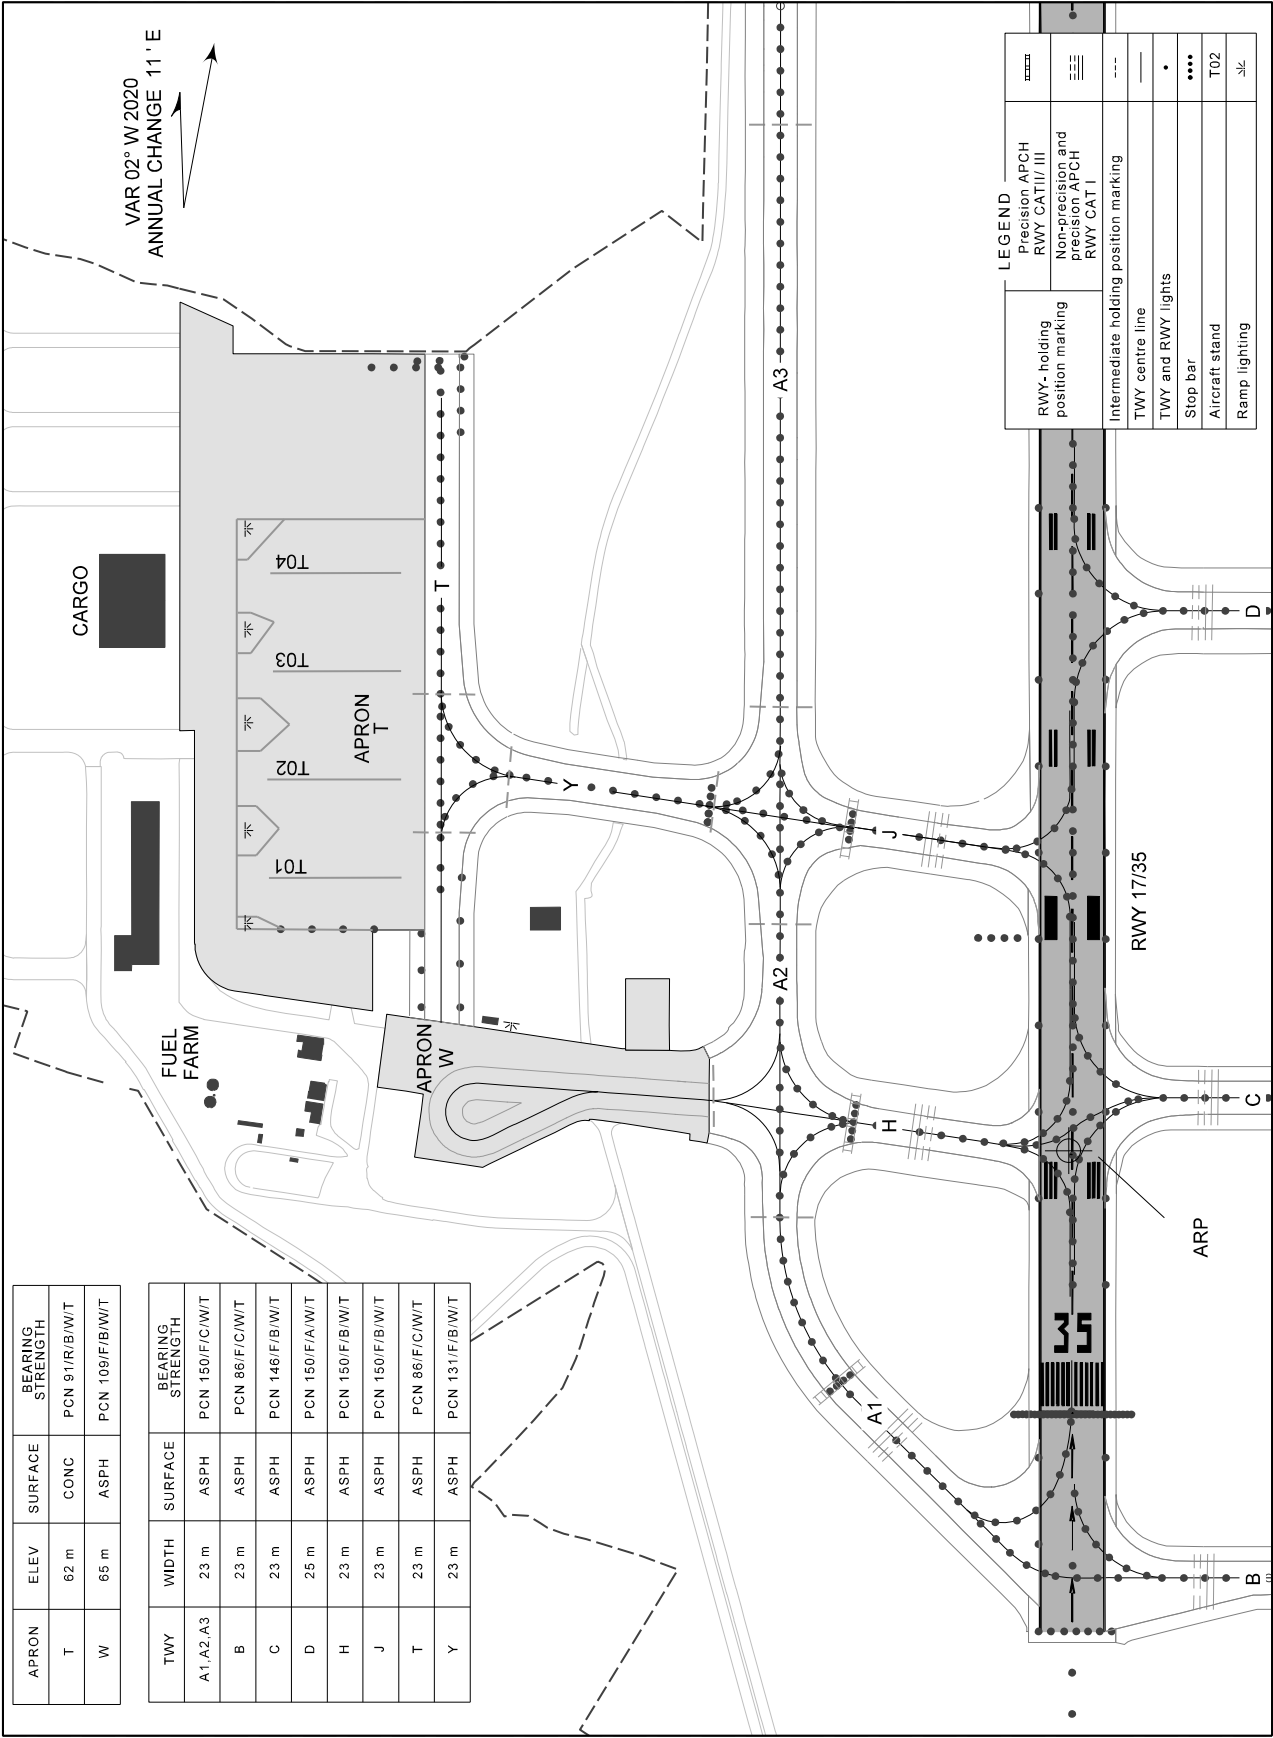 VAR 02° W 2020
ANNUAL CHANGE 11 ' E
CARGO
T04
T03
T02
T01
APRON
T
T
Y
A3
A2
J
H
A1
APRON
W
FUEL
FARM
RWY 17/35
ARP
35
D
C
B
LEGEND
RWY- holding
position marking
Precision APCH
RWY CATII/ III
Non-precision and
precision APCH
RWY CAT I
Intermediate holding position marking
TWY centre line
TWY and RWY lights
Stop bar
Aircraft stand T02
Ramp lighting
APRON ELEV SURFACE BEARING
STRENGTH
T 62 m CONC PCN 91/R/B/W/T
W 65 m ASPH PCN 109/F/B/W/T
TWY WIDTH SURFACE BEARING
STRENGTH
A1,A2,A3 23 m ASPH PCN 150/F/C/W/T
B 23 m ASPH PCN 86/F/C/W/T
C 23 m ASPH PCN 146/F/B/W/T
D 25 m ASPH PCN 150/F/A/W/T
H 23 m ASPH PCN 150/F/B/W/T
J 23 m ASPH PCN 150/F/B/W/T
T 23 m ASPH PCN 86/F/C/W/T
Y 23 m ASPH PCN 131/F/B/W/T